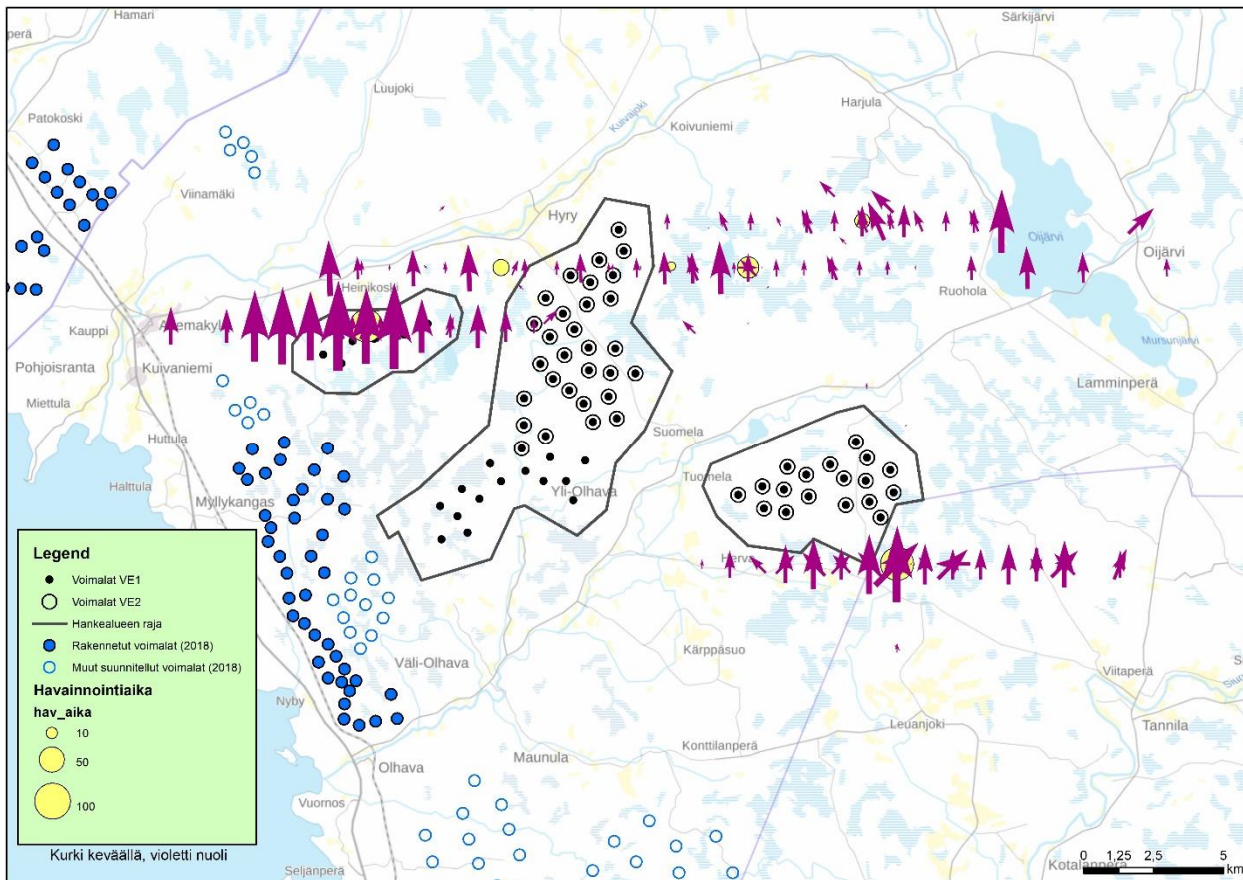 Hamari
Särkijärvi
perä
Luujoki
Harjula
Patokoski
Kuivajoki
Koivuniemi
Viinamäki
Hyry
Oijärvi
Oijärvi
Heinikoski
Ruohola
Kauppi
Mursunjärvi
Pohjoisranta
Kuivaniemi
Lamminperä
Miettula
Huttula
Suomela
Tuomela
Halttula
Myllykangas
Yli-Olhava
Herva
Legend
Voimalat VE1
Voimalat VE2
Hankealueen raja
Rakennetut voimalat (2018)
Muut suunnitellut voimalat (2018)
Havainnointiaika
hav_aika
10
50
100
Kurki keväällä, violetti nuoli
Väli-Olhava
Kärppäsuo
Viitaperä
Nyby
Leuanjoki
Tannila
Konttilanperä
Maunula
Olhava
Vuornos
Seljänperä
Kotalanperä
0 1,25 2,5 5
km